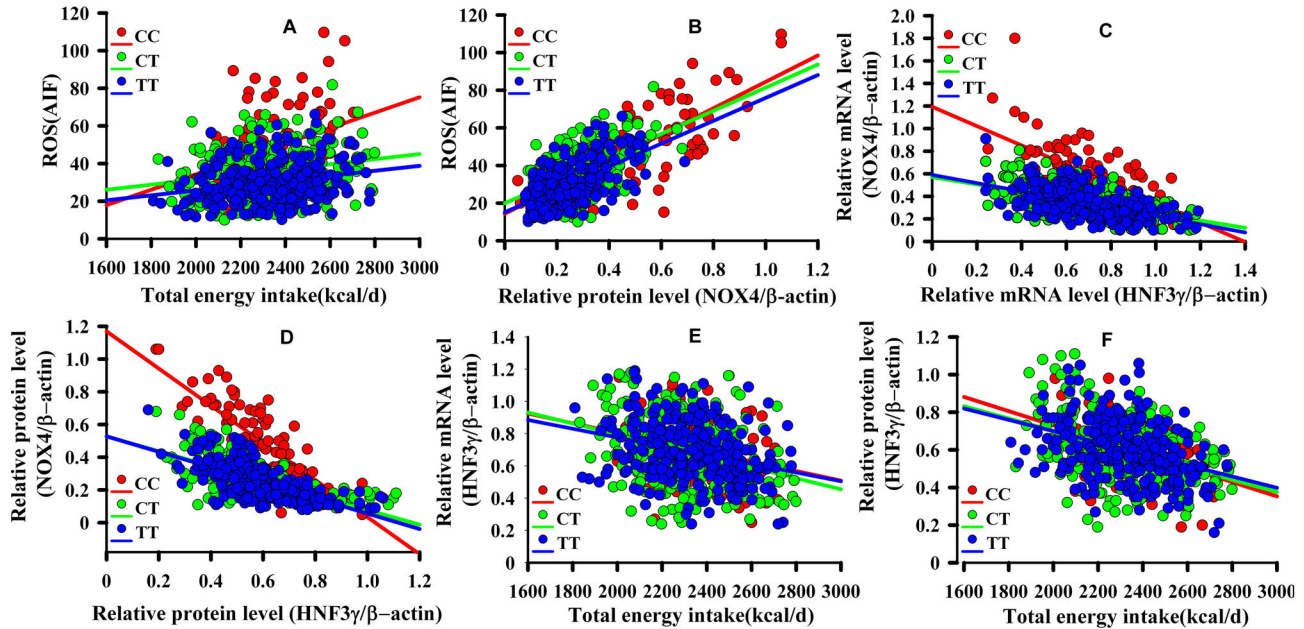 A
CC
CT
TT
ROS(AIF)
120
100
80
60
40
20
0
1600 1800 2000 2200 2400 2600 2800 3000
Total energy intake(kcal/d)
B
CC
CT
TT
ROS(AIF)
120
100
80
60
40
20
0
0 0.2 0.4 0.6 0.8 1.0 1.2
Relative protein level (NOX4/β-actin)
C
CC
CT
TT
Relative mRNA level
(NOX4/β−actin)
2.0
1.8
1.6
1.4
1.2
1.0
0.8
0.6
0.4
0.2
0
0 0.2 0.4 0.6 0.8 1.0 1.2 1.4
Relative mRNA level (HNF3γ/β−actin)
D
CC
CT
TT
Relative protein level
(NOX4/β−actin)
1.2
1.0
0.8
0.6
0.4
0.2
0
0 0.2 0.4 0.6 0.8 1.0 1.2
Relative protein level (HNF3γ/β−actin)
E
CC
CT
TT
Relative mRNA level
(HNF3γ/β−actin)
1.4
1.2
1.0
0.8
0.6
0.4
0.2
0
1600 1800 2000 2200 2400 2600 2800 3000
Total energy intake(kcal/d)
F
CC
CT
TT
Relative protein level
(HNF3γ/β−actin)
1.2
1.0
0.8
0.6
0.4
0.2
0
1600 1800 2000 2200 2400 2600 2800 3000
Total energy intake(kcal/d)